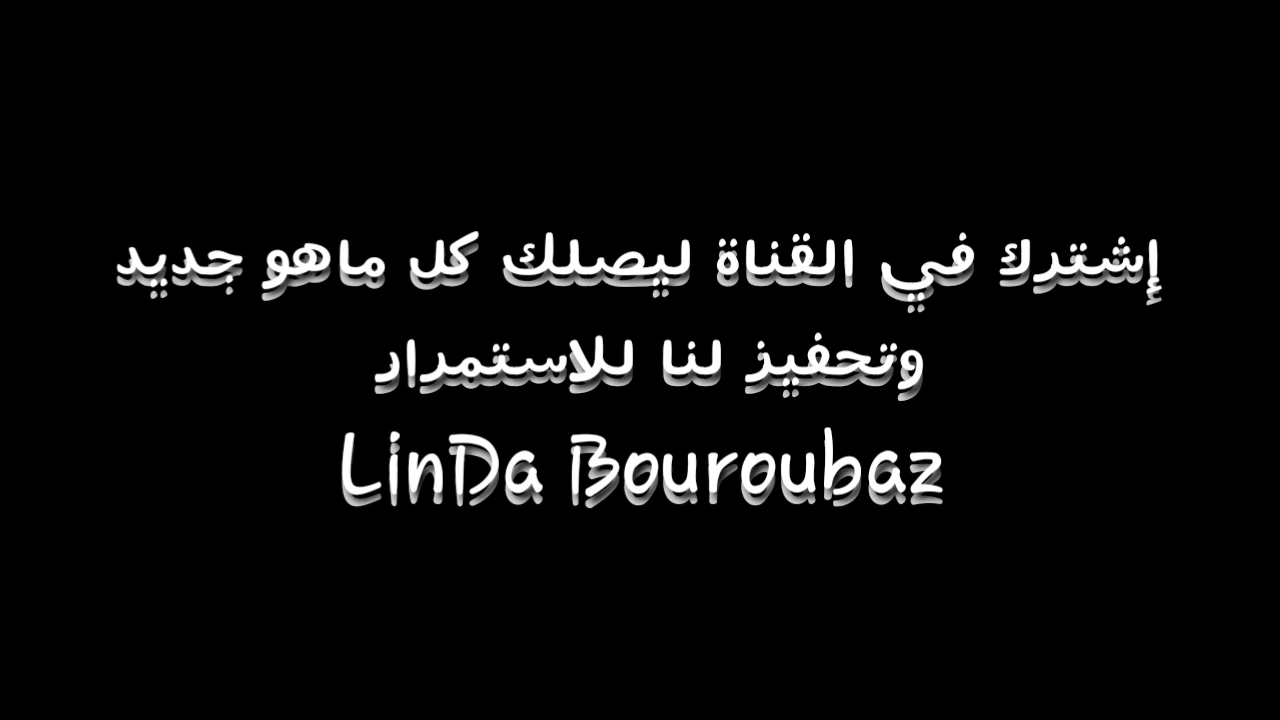 إشترك في القناة ليصلك كل ماهو جديد
وتحفيز لنا للاستمرار
LinDa Bouroubaz